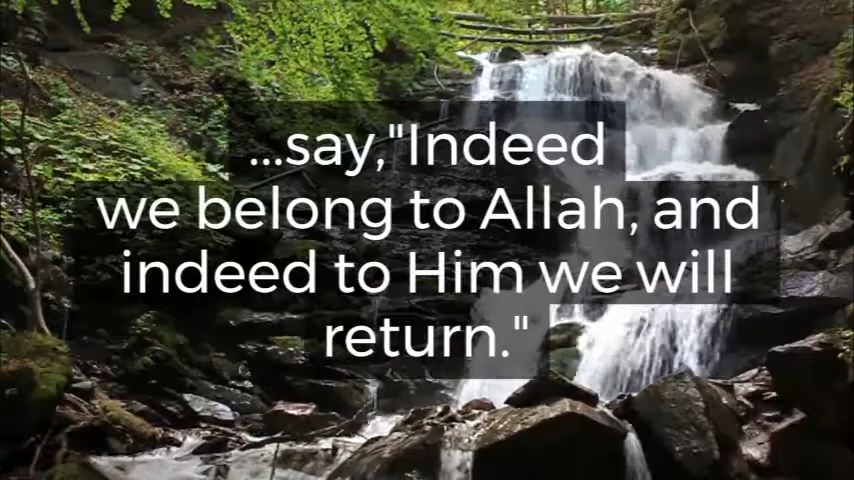 ...say,"Indeed
we belong to Allah, and
indeed to Him we will
return."